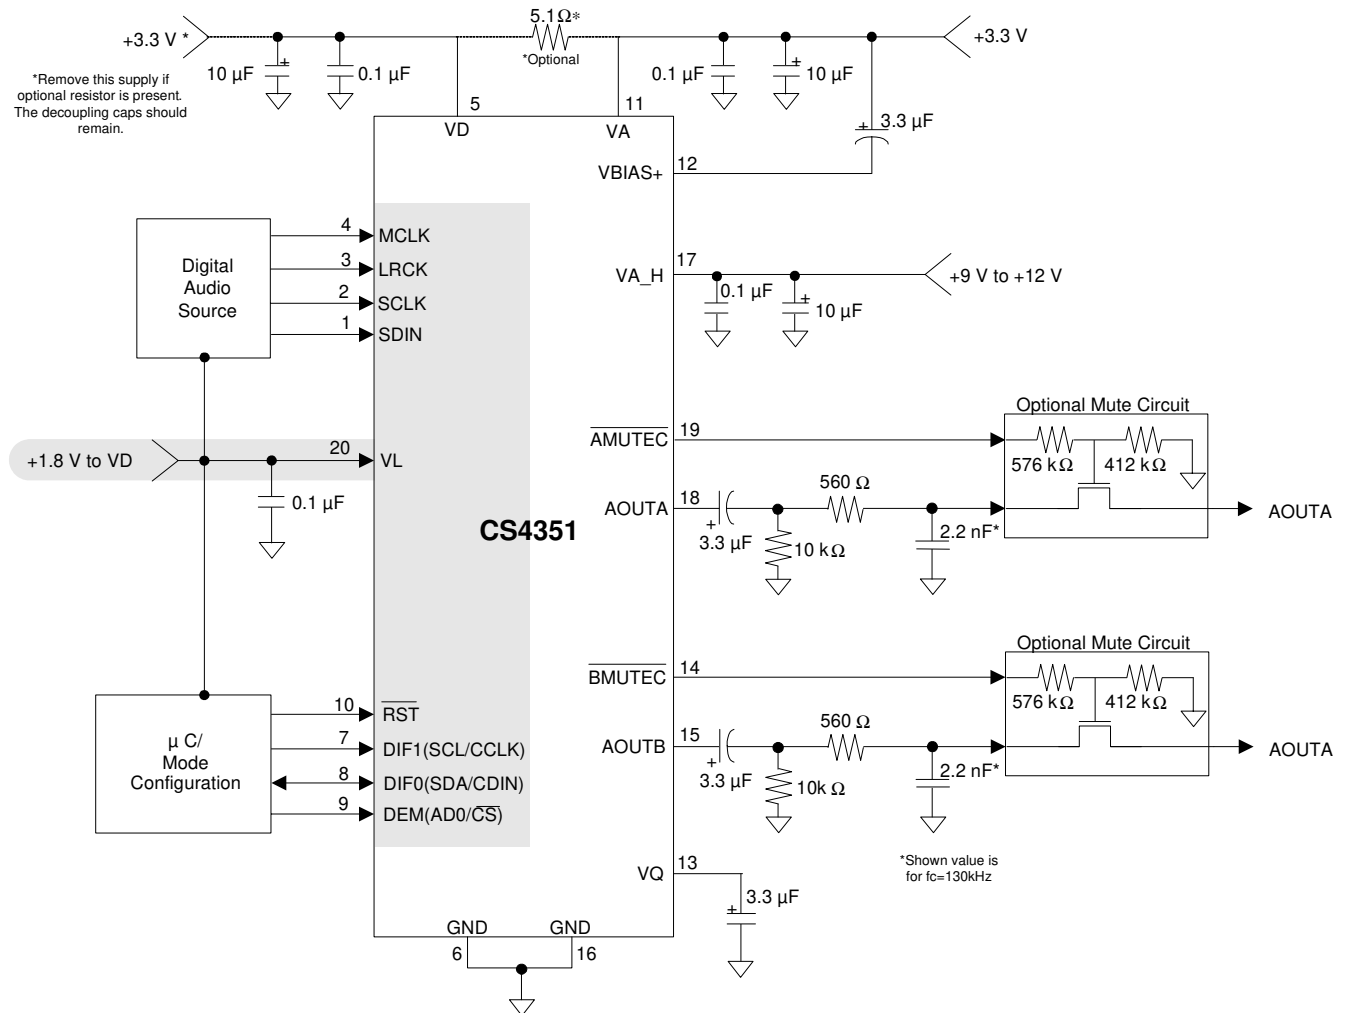 5.1Ω*
*Optional
+3.3 V *
+3.3 V
*Remove this supply if
optional resistor is present.
The decoupling caps should
remain.
10 µF
+
0.1 µF
0.1 µF
+
10 µF
5
11
VD
VA
+
3.3 µF
VBIAS+
12
Digital
Audio
Source
4
MCLK
3
LRCK
2
SCLK
1
SDIN
VA_H
17
+9 V to +12 V
0.1 µF
+
10 µF
+1.8 V to VD
20
VL
0.1 µF
CS4351
Optional Mute Circuit
AMUTEC
19
576 kΩ
412 kΩ
560 Ω
AOUTA
18
+
3.3 µF
10 kΩ
2.2 nF*
AOUTA
Optional Mute Circuit
BMUTEC
14
576 kΩ
412 kΩ
560 Ω
AOUTB
15
+
3.3 µF
10k Ω
2.2 nF*
AOUTA
*Shown value is
for fc=130kHz
µ C/
Mode
Configuration
10
RST
7
DIF1(SCL/CCLK)
8
DIF0(SDA/CDIN)
9
DEM(AD0/CS)
VQ
13
+
3.3 µF
GND
GND
6
16